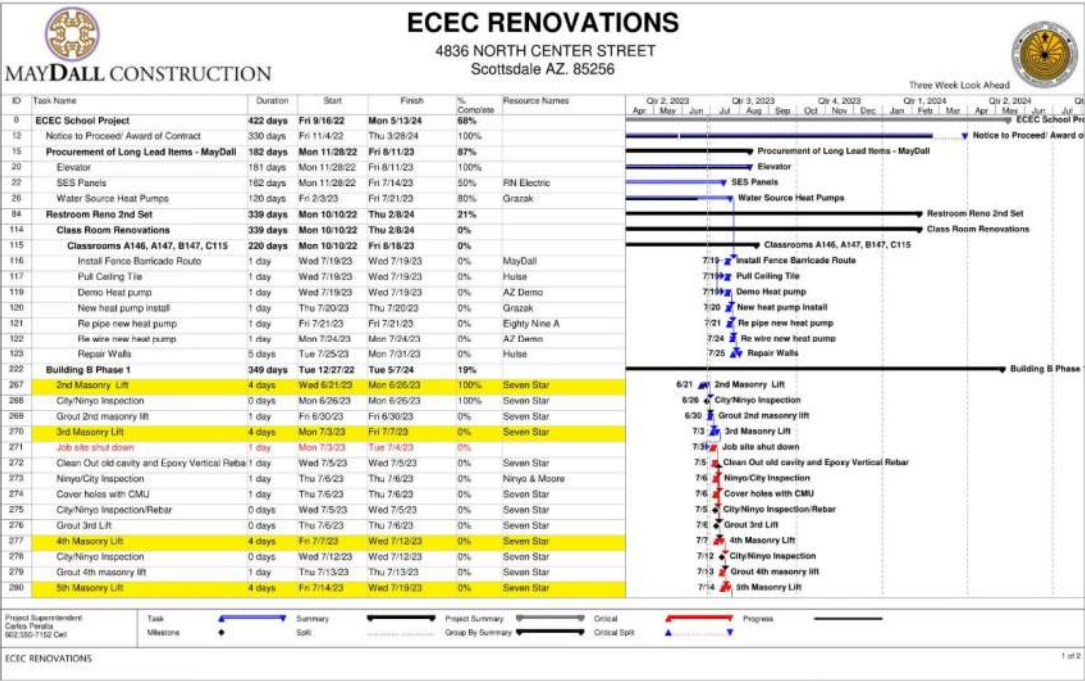 ECEC RENOVATIONS
4836 NORTH CENTER STREET
Scottsdale AZ. 85256
MAYDALL CONSTRUCTION
Three Week Look Ahead
ID Task Name Duration Start Finish % Complete Resource Names
Qtr 2, 2023 Qtr 3, 2023 Qtr 4, 2023 Qtr 1, 2024 Qtr 2, 2024
Apr May Jun Jul Aug Sep Oct Nov Dec Jan Feb Mar Apr May Jun Jul
0 ECEC School Project 422 days Fri 9/16/22 Mon 5/13/24 68% ECEC School Pro
12 Notice to Proceed/ Award of Contract 330 days Fri 11/4/22 Thu 3/28/24 100% Notice to Proceed/ Award o
15 Procurement of Long Lead Items - MayDall 182 days Mon 11/28/22 Fri 8/11/23 87% Procurement of Long Lead Items - MayDall
20 Elevator 181 days Mon 11/28/22 Fri 8/11/23 100% Elevator
22 SES Panels 162 days Mon 11/28/22 Fri 7/14/23 50% RN Electric SES Panels
26 Water Source Heat Pumps 120 days Fri 2/3/23 Fri 7/21/23 80% Grazak Water Source Heat Pumps
84 Restroom Reno 2nd Set 339 days Mon 10/10/22 Thu 2/8/24 21% Restroom Reno 2nd Set
114 Class Room Renovations 339 days Mon 10/10/22 Thu 2/8/24 0% Class Room Renovations
115 Classrooms A146, A147, B147, C115 220 days Mon 10/10/22 Fri 8/18/23 0% Classrooms A146, A147, B147, C115
116 Install Fence Barricade Route 1 day Wed 7/19/23 Wed 7/19/23 0% MayDall 7/19 Install Fence Barricade Route
117 Pull Ceiling Tile 1 day Wed 7/19/23 Wed 7/19/23 0% Hulse 7/19 Pull Ceiling Tile
119 Demo Heat pump 1 day Wed 7/19/23 Wed 7/19/23 0% AZ Demo 7/19 Demo Heat pump
120 New heat pump install 1 day Thu 7/20/23 Thu 7/20/23 0% Grazak 7/20 New heat pump install
121 Re pipe new heat pump 1 day Fri 7/21/23 Fri 7/21/23 0% Eighty Nine A 7/21 Re pipe new heat pump
122 Re wire new heat pump 1 day Mon 7/24/23 Mon 7/24/23 0% AZ Demo 7/24 Re wire new heat pump
123 Repair Walls 5 days Tue 7/25/23 Mon 7/31/23 0% Hulse 7/25 Repair Walls
222 Building B Phase 1 349 days Tue 12/27/22 Tue 5/7/24 19% Building B Phase
267 2nd Masonry Lift 4 days Wed 6/21/23 Mon 6/26/23 100% Seven Star 6/21 2nd Masonry Lift
268 City/Ninyo Inspection 0 days Mon 6/26/23 Mon 6/26/23 100% Seven Star 6/26 City/Ninyo Inspection
269 Grout 2nd masonry lift 1 day Fri 6/30/23 Fri 6/30/23 0% Seven Star 6/30 Grout 2nd masonry lift
270 3rd Masonry Lift 4 days Mon 7/3/23 Fri 7/7/23 0% Seven Star 7/3 3rd Masonry Lift
271 Job site shut down 1 day Mon 7/3/23 Tue 7/4/23 0% 7/3 Job site shut down
272 Clean Out old cavity and Epoxy Vertical Rebar 1 day Wed 7/5/23 Wed 7/5/23 0% Seven Star 7/5 Clean Out old cavity and Epoxy Vertical Rebar
273 Ninyo/City Inspection 1 day Thu 7/6/23 Thu 7/6/23 0% Ninyo & Moore 7/6 Ninyo/City Inspection
274 Cover holes with CMU 1 day Thu 7/6/23 Thu 7/6/23 0% Seven Star 7/6 Cover holes with CMU
275 City/Ninyo Inspection/Rebar 0 days Wed 7/5/23 Wed 7/5/23 0% Seven Star 7/5 City/Ninyo Inspection/Rebar
276 Grout 3rd Lift 0 days Thu 7/6/23 Thu 7/6/23 0% Seven Star 7/6 Grout 3rd Lift
277 4th Masonry Lift 4 days Fri 7/7/23 Wed 7/12/23 0% Seven Star 7/7 4th Masonry Lift
278 City/Ninyo Inspection 0 days Wed 7/12/23 Wed 7/12/23 0% Seven Star 7/12 City/Ninyo Inspection
279 Grout 4th masonry lift 1 day Thu 7/13/23 Thu 7/13/23 0% Seven Star 7/13 Grout 4th masonry lift
280 5th Masonry Lift 4 days Fri 7/14/23 Wed 7/19/23 0% Seven Star 7/14 5th Masonry Lift
Project Superintendent
Carlos Peralta
602.550-7152 Cell
Task Summary Project Summary Critical Progress
Milestone Split Group By Summary Critical Split
ECEC RENOVATIONS
1 of 2